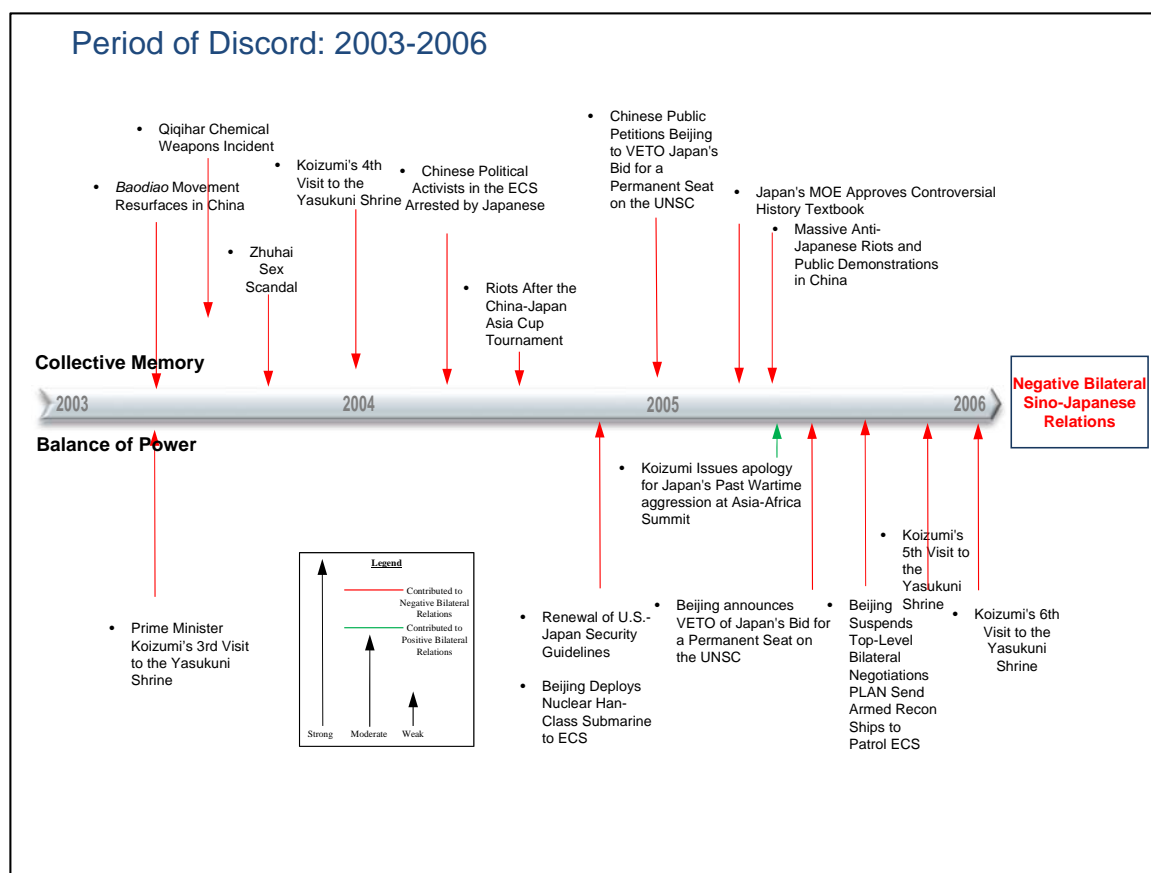 Period of Discord: 2003-2006
• Qiqihar Chemical
Weapons Incident
• Baodiao Movement
Resurfaces in China
• Zhuhai
Sex
Scandal
• Koizumi's 4th
Visit to the
Yasukuni Shrine
• Chinese Political
Activists in the ECS
Arrested by Japanese
• Riots After the
China-Japan
Asia Cup
Tournament
• Chinese Public
Petitions Beijing
to VETO Japan's
Bid for a
Permanent Seat
on the UNSC
• Japan's MOE Approves Controversial
History Textbook
• Massive Anti-
Japanese Riots and
Public Demonstrations
in China
Collective Memory
2003
2004
2005
2006
Negative Bilateral
Sino-Japanese
Relations
Balance of Power
• Prime Minister
Koizumi's 3rd Visit
to the Yasukuni
Shrine
Legend
Contributed to
Negative Bilateral
Relations
Contributed to
Positive Bilateral
Relations
Strong
Moderate
Weak
• Renewal of U.S.-
Japan Security
Guidelines
• Beijing Deploys
Nuclear Han-
Class Submarine
to ECS
• Koizumi Issues apology
for Japan's Past Wartime
aggression at Asia-Africa
Summit
• Beijing announces
VETO of Japan's Bid for
a Permanent Seat on
the UNSC
• Beijing
Suspends
Top-Level
Bilateral
Negotiations
PLAN Send
Armed Recon
Ships to
Patrol ECS
• Koizumi's
5th Visit to
the
Yasukuni
Shrine
• Koizumi's 6th
Visit to the
Yasukuni
Shrine